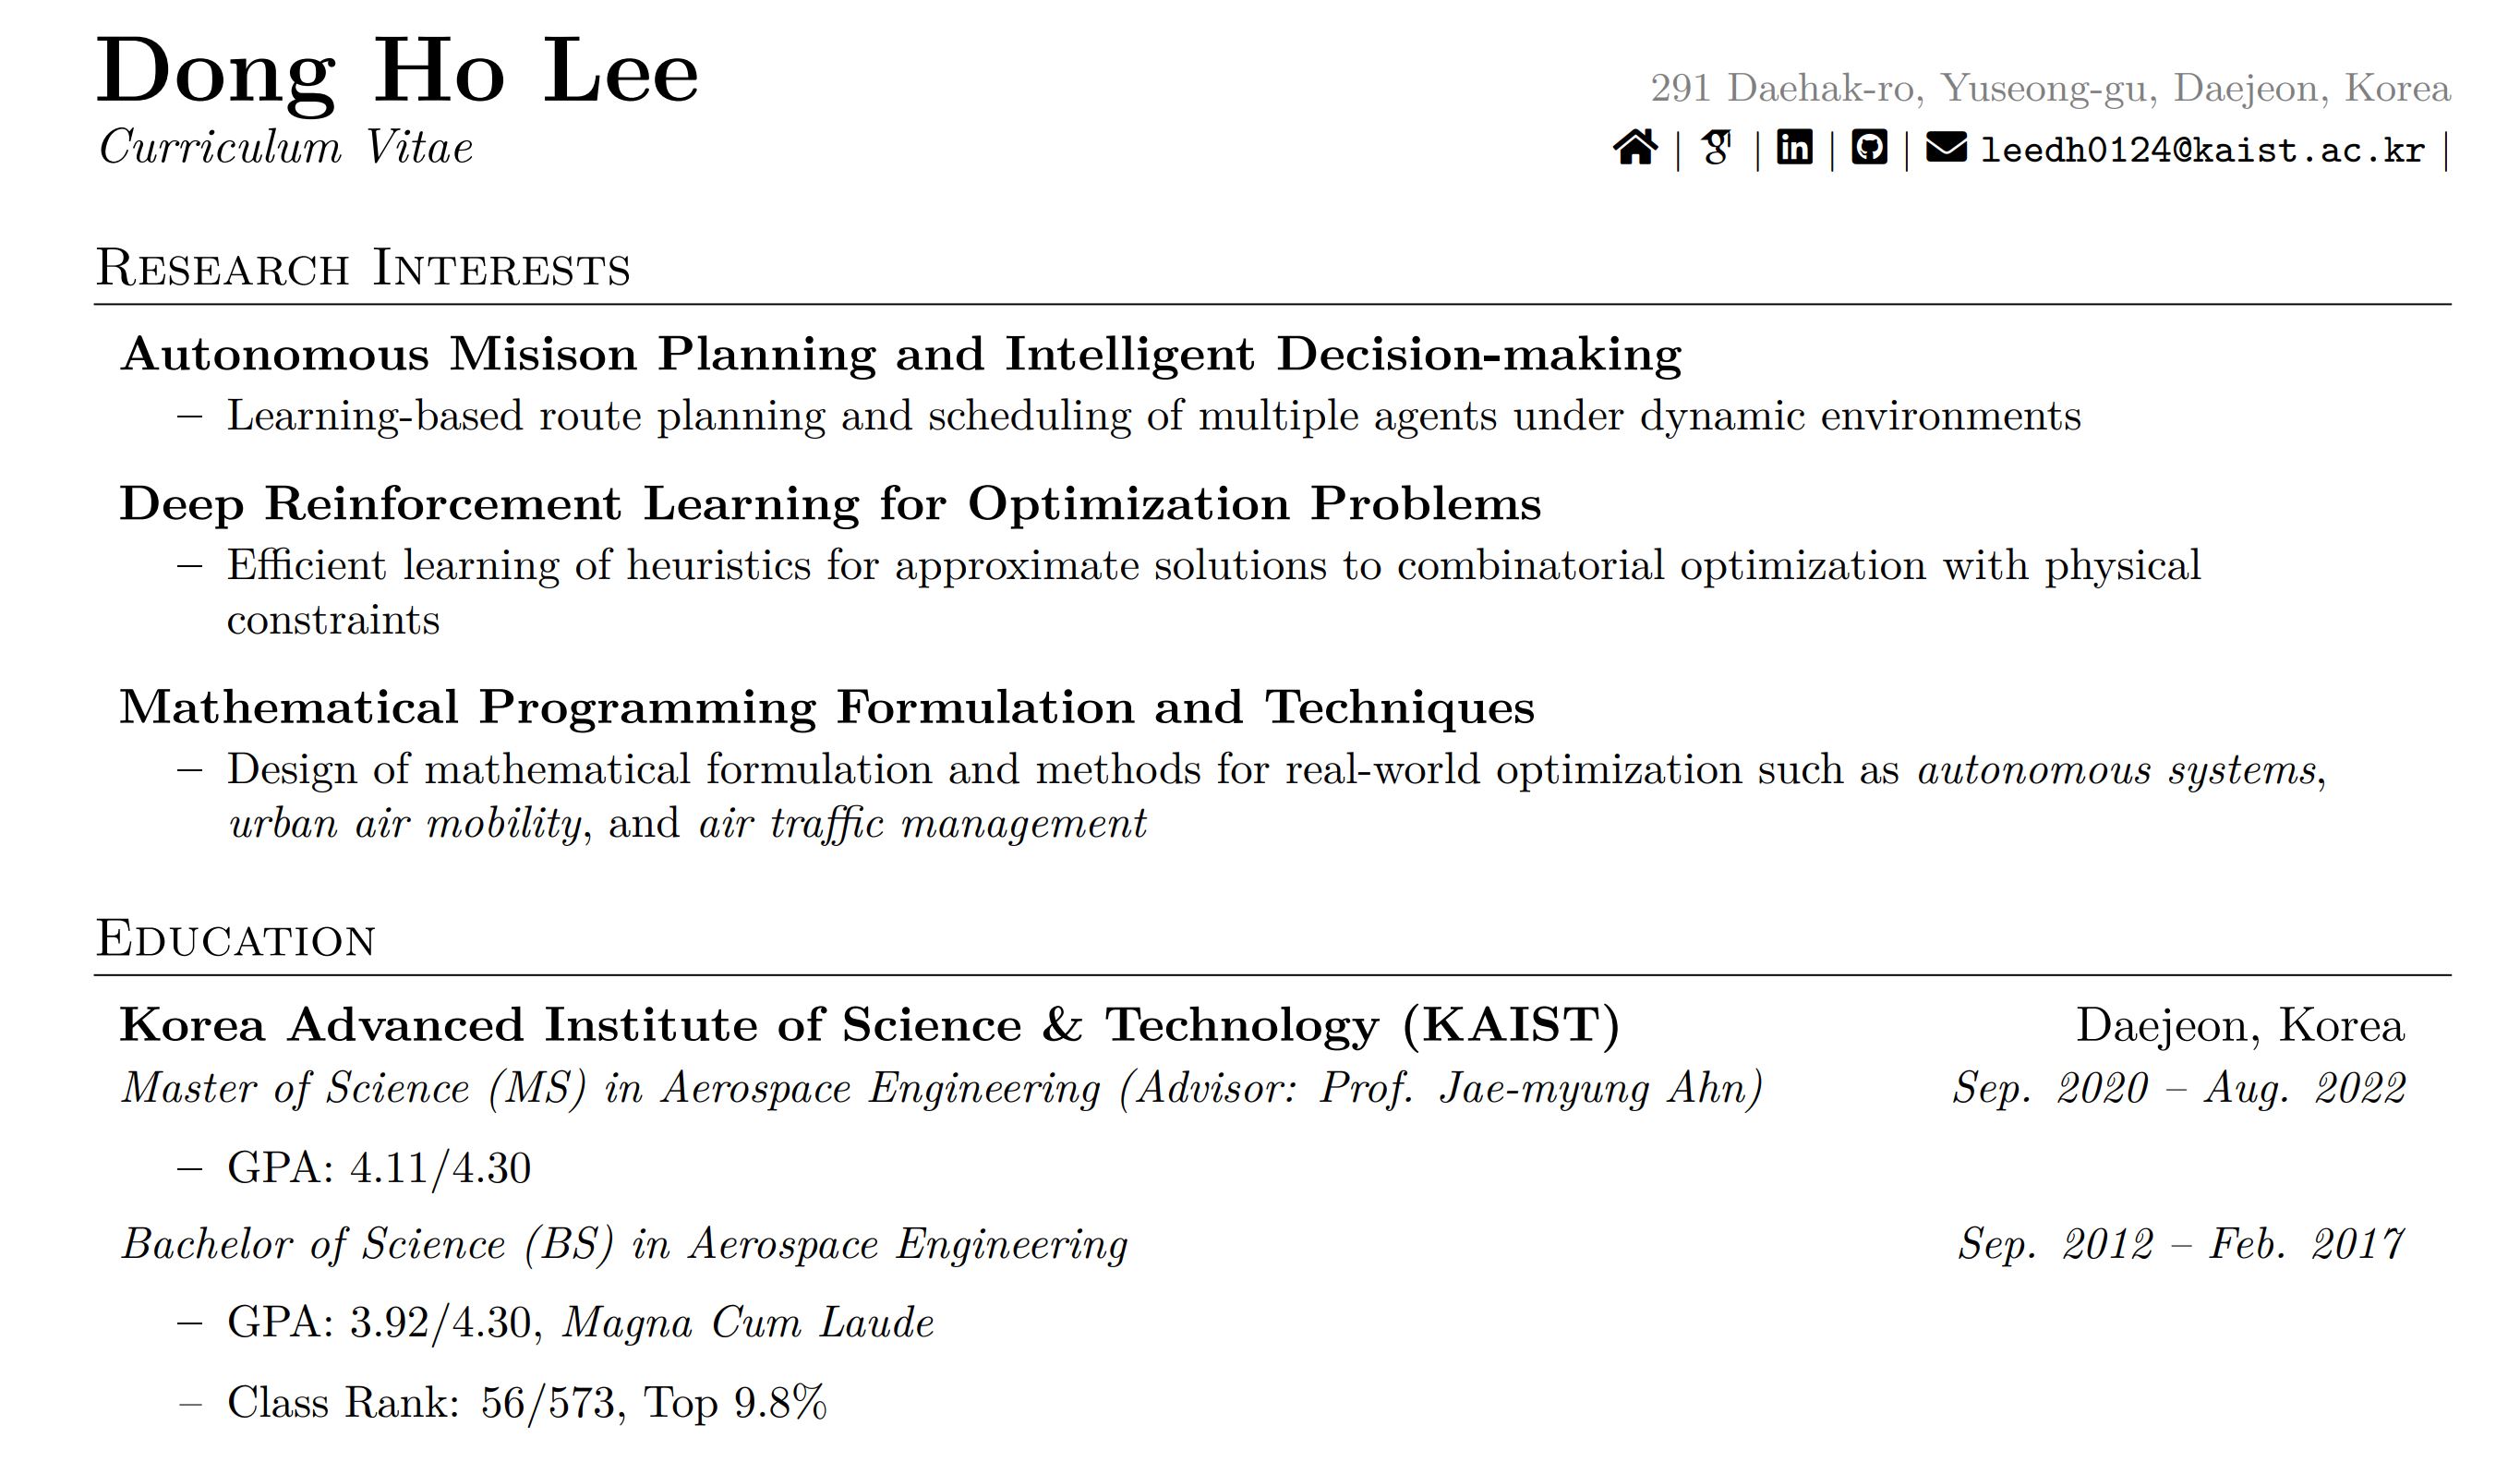 Dong Ho Lee
291 Daehak-ro, Yuseong-gu, Daejeon, Korea
Curriculum Vitae
| | | | leedh0124@kaist.ac.kr |
Research Interests
Autonomous Misison Planning and Intelligent Decision-making
– Learning-based route planning and scheduling of multiple agents under dynamic environments
Deep Reinforcement Learning for Optimization Problems
– Efficient learning of heuristics for approximate solutions to combinatorial optimization with physical
constraints
Mathematical Programming Formulation and Techniques
– Design of mathematical formulation and methods for real-world optimization such as autonomous systems,
urban air mobility, and air traffic management
Education
Korea Advanced Institute of Science & Technology (KAIST) Daejeon, Korea
Master of Science (MS) in Aerospace Engineering (Advisor: Prof. Jae-myung Ahn) Sep. 2020 – Aug. 2022
– GPA: 4.11/4.30
Bachelor of Science (BS) in Aerospace Engineering Sep. 2012 – Feb. 2017
– GPA: 3.92/4.30, Magna Cum Laude
– Class Rank: 56/573, Top 9.8%